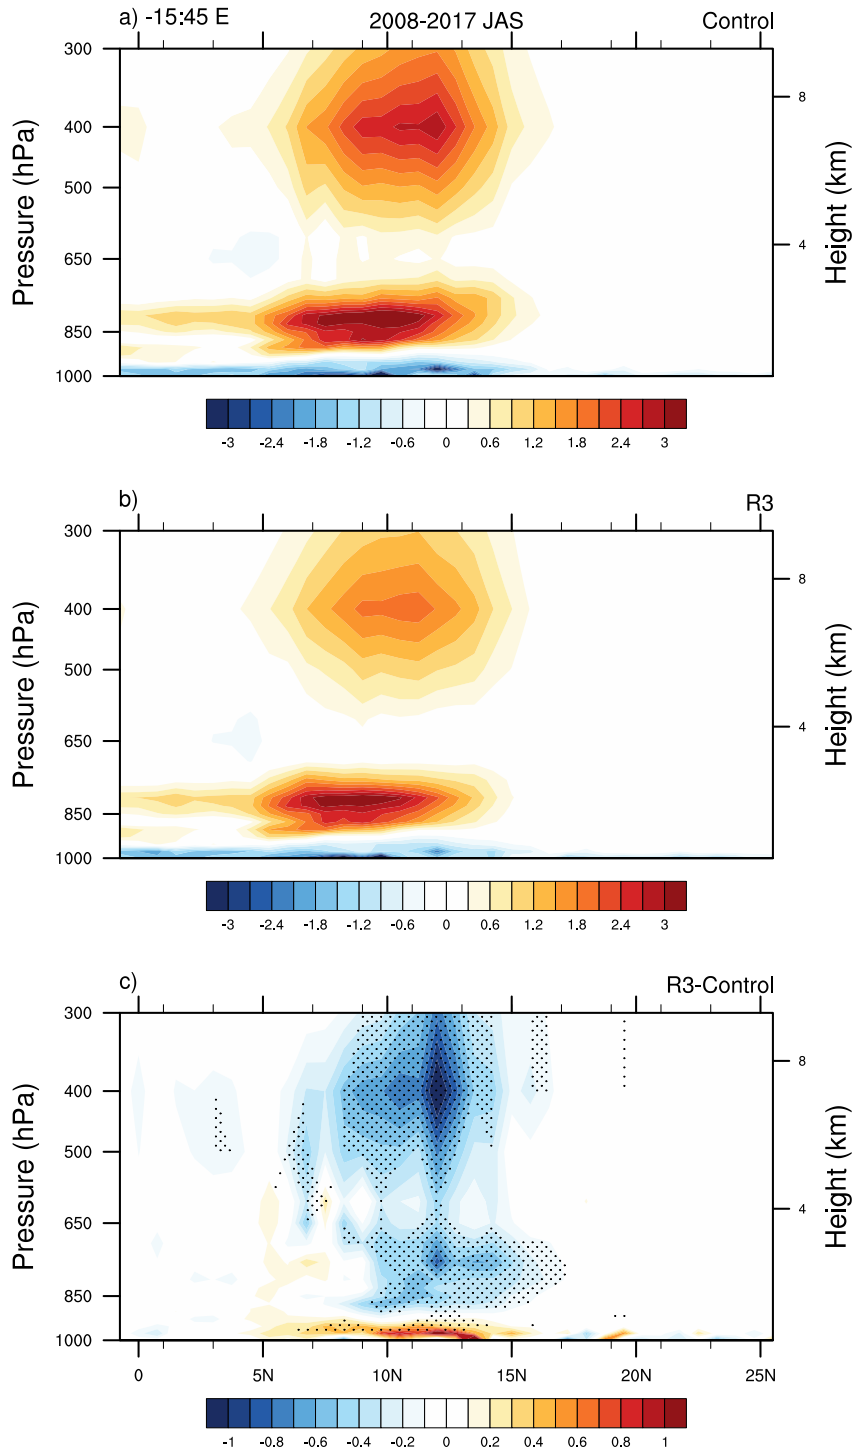 a) -15:45 E 2008-2017 JAS Control
300
400
500
650
850
1000
Pressure (hPa)
8
4
Height (km)
-3 -2.4 -1.8 -1.2 -0.6 0 0.6 1.2 1.8 2.4 3
b) R3
300
400
500
650
850
1000
Pressure (hPa)
8
4
Height (km)
-3 -2.4 -1.8 -1.2 -0.6 0 0.6 1.2 1.8 2.4 3
c) R3-Control
300
400
500
650
850
1000
Pressure (hPa)
8
4
Height (km)
0 5N 10N 15N 20N 25N
-1 -0.8 -0.6 -0.4 -0.2 0 0.2 0.4 0.6 0.8 1